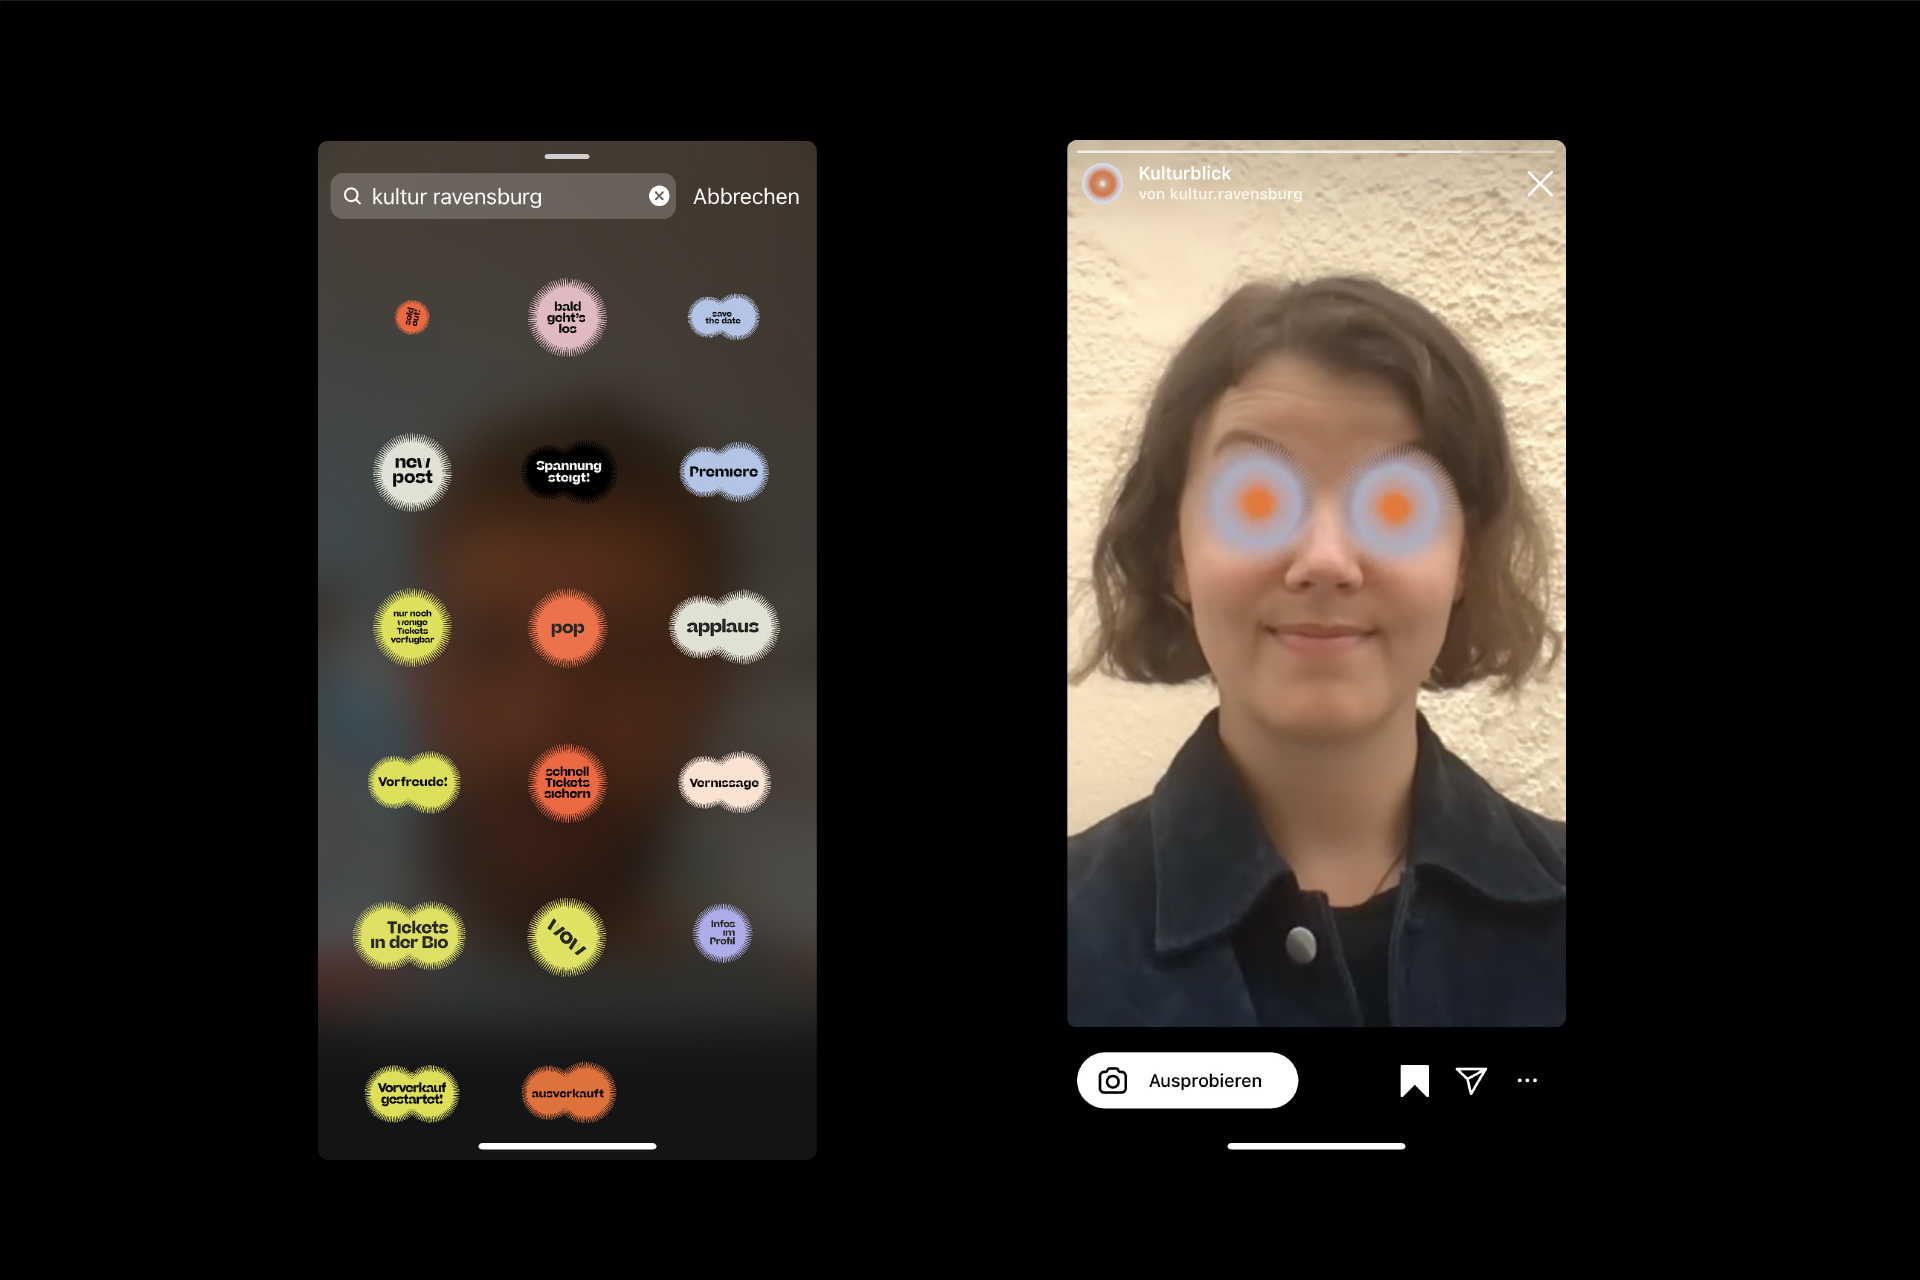 kultur ravensburg
Abbrechen
sold
out!
bald
geht's
los
save
the date
new
post
Spannung
steigt!
Premiere
nur noch
wenige
Tickets
verfügbar
pop
applaus
Vorfreude!
schnell
Tickets
sichern
Vernissage
Tickets
in der Bio
WOW
Infos
im
Profil
Vorverkauf
gestartet!
ausverkauft
Kulturblick
von kultur.ravensburg
Ausprobieren